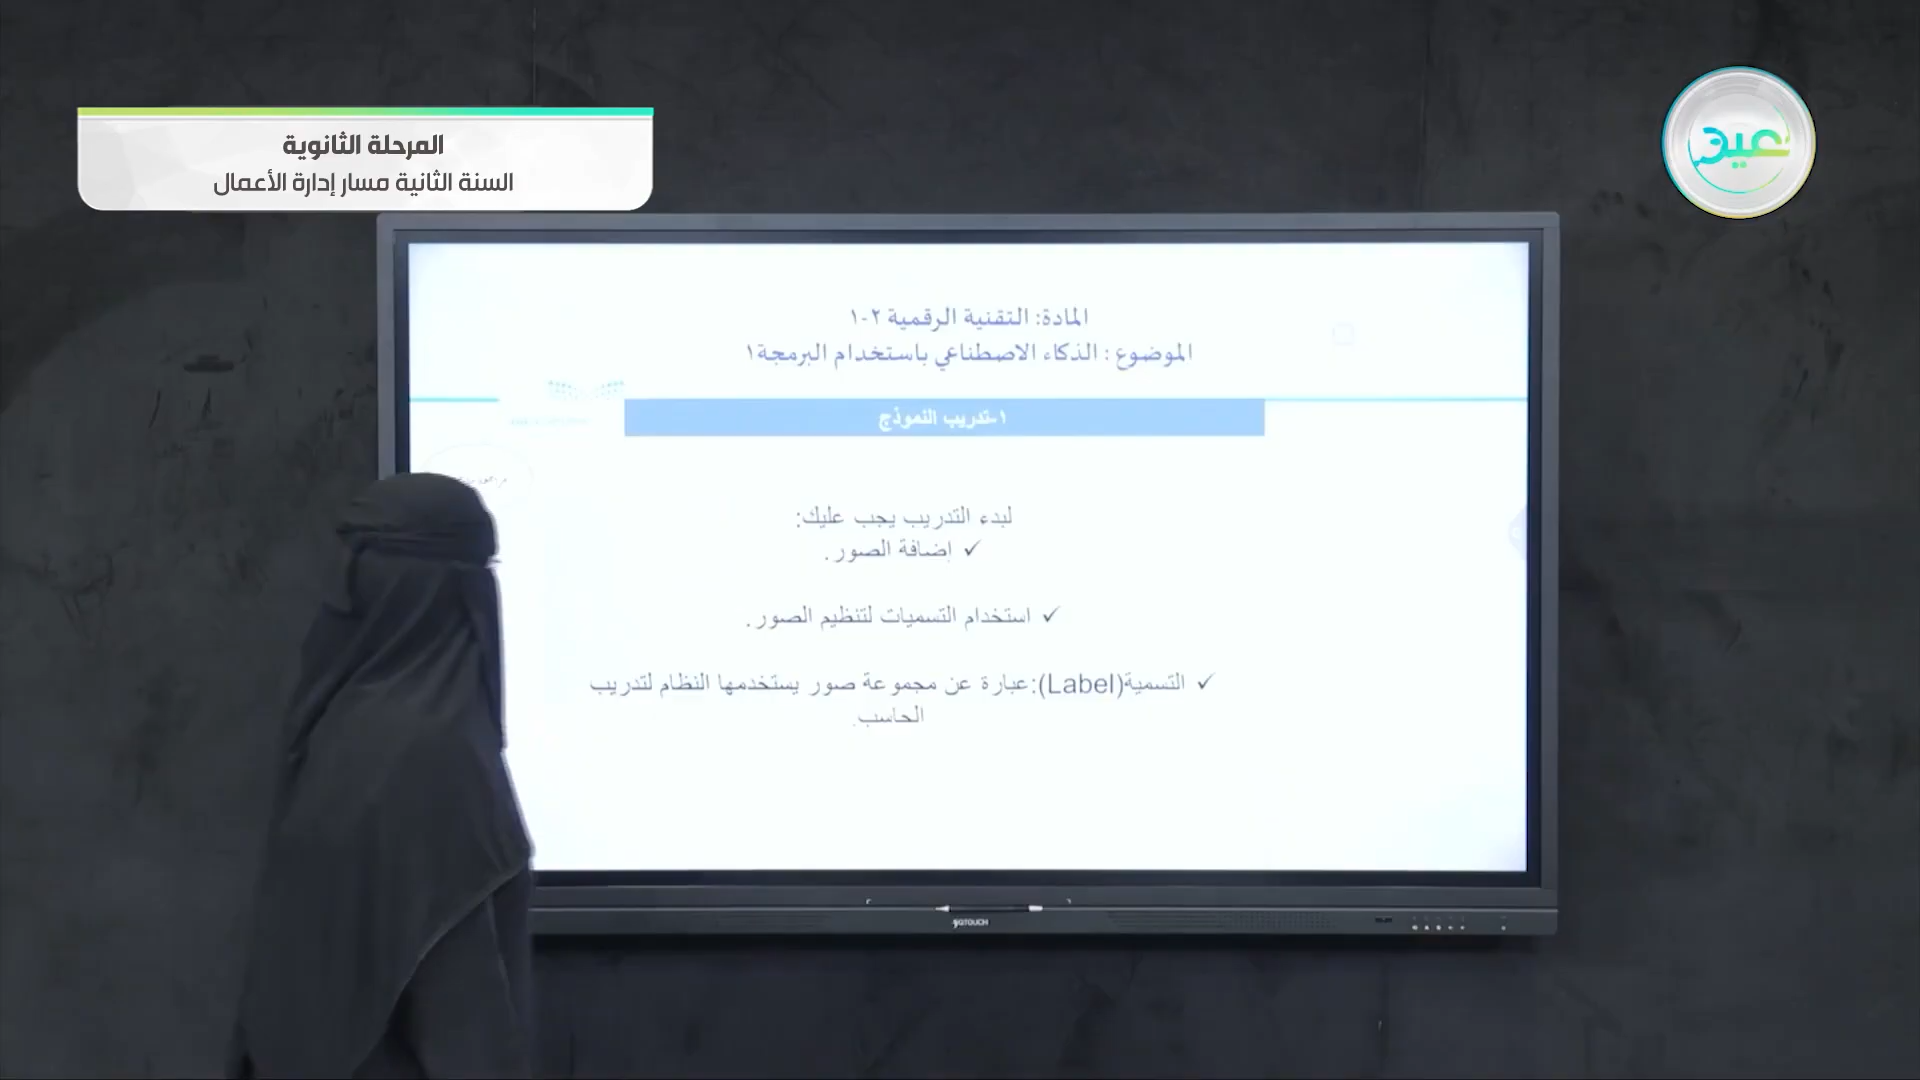 المرحلة الثانوية
السنة الثانية مسار إدارة الأعمال
عين
المادة: التقنية الرقمية ٢-١
الموضوع : الذكاء الاصطناعي باستخدام البرمجة١
١-تدريب النموذج
لبدء التدريب يجب عليك:
✓ إضافة الصور.
✓ استخدام التسميات لتنظيم الصور.
✓ التسمية(Label):عبارة عن مجموعة صور يستخدمها النظام لتدريب
الحاسب.